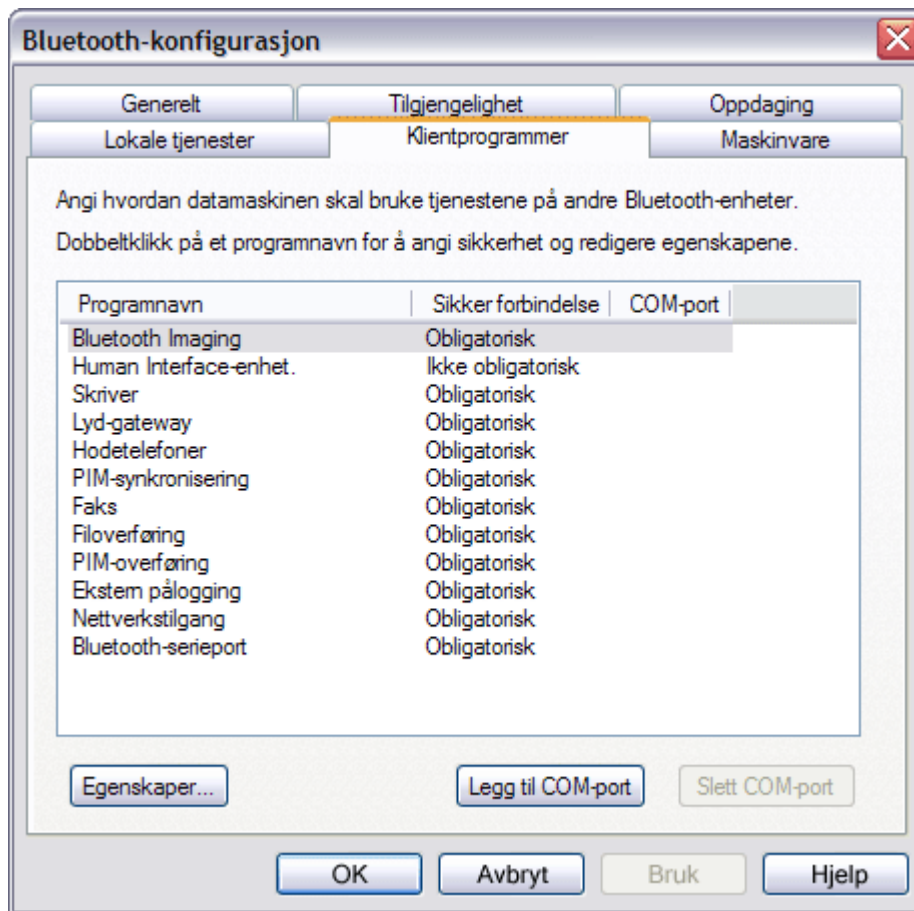 Bluetooth-konfigurasjon
Generelt Tilgjengelighet Oppdaging
Lokale tjenester Klientprogrammer Maskinvare
Angi hvordan datamaskinen skal bruke tjenestene på andre Bluetooth-enheter.
Dobbeltklikk på et programnavn for å angi sikkerhet og redigere egenskapene.
Programnavn Sikker forbindelse COM-port
Bluetooth Imaging Obligatorisk
Human Interface-enhet. Ikke obligatorisk
Skriver Obligatorisk
Lyd-gateway Obligatorisk
Hodetelefoner Obligatorisk
PIM-synkronisering Obligatorisk
Faks Obligatorisk
Filoverføring Obligatorisk
PIM-overføring Obligatorisk
Ekstern pålogging Obligatorisk
Nettverkstilgang Obligatorisk
Bluetooth-serieport Obligatorisk
Egenskaper... Legg til COM-port Slett COM-port
OK Avbryt Bruk Hjelp